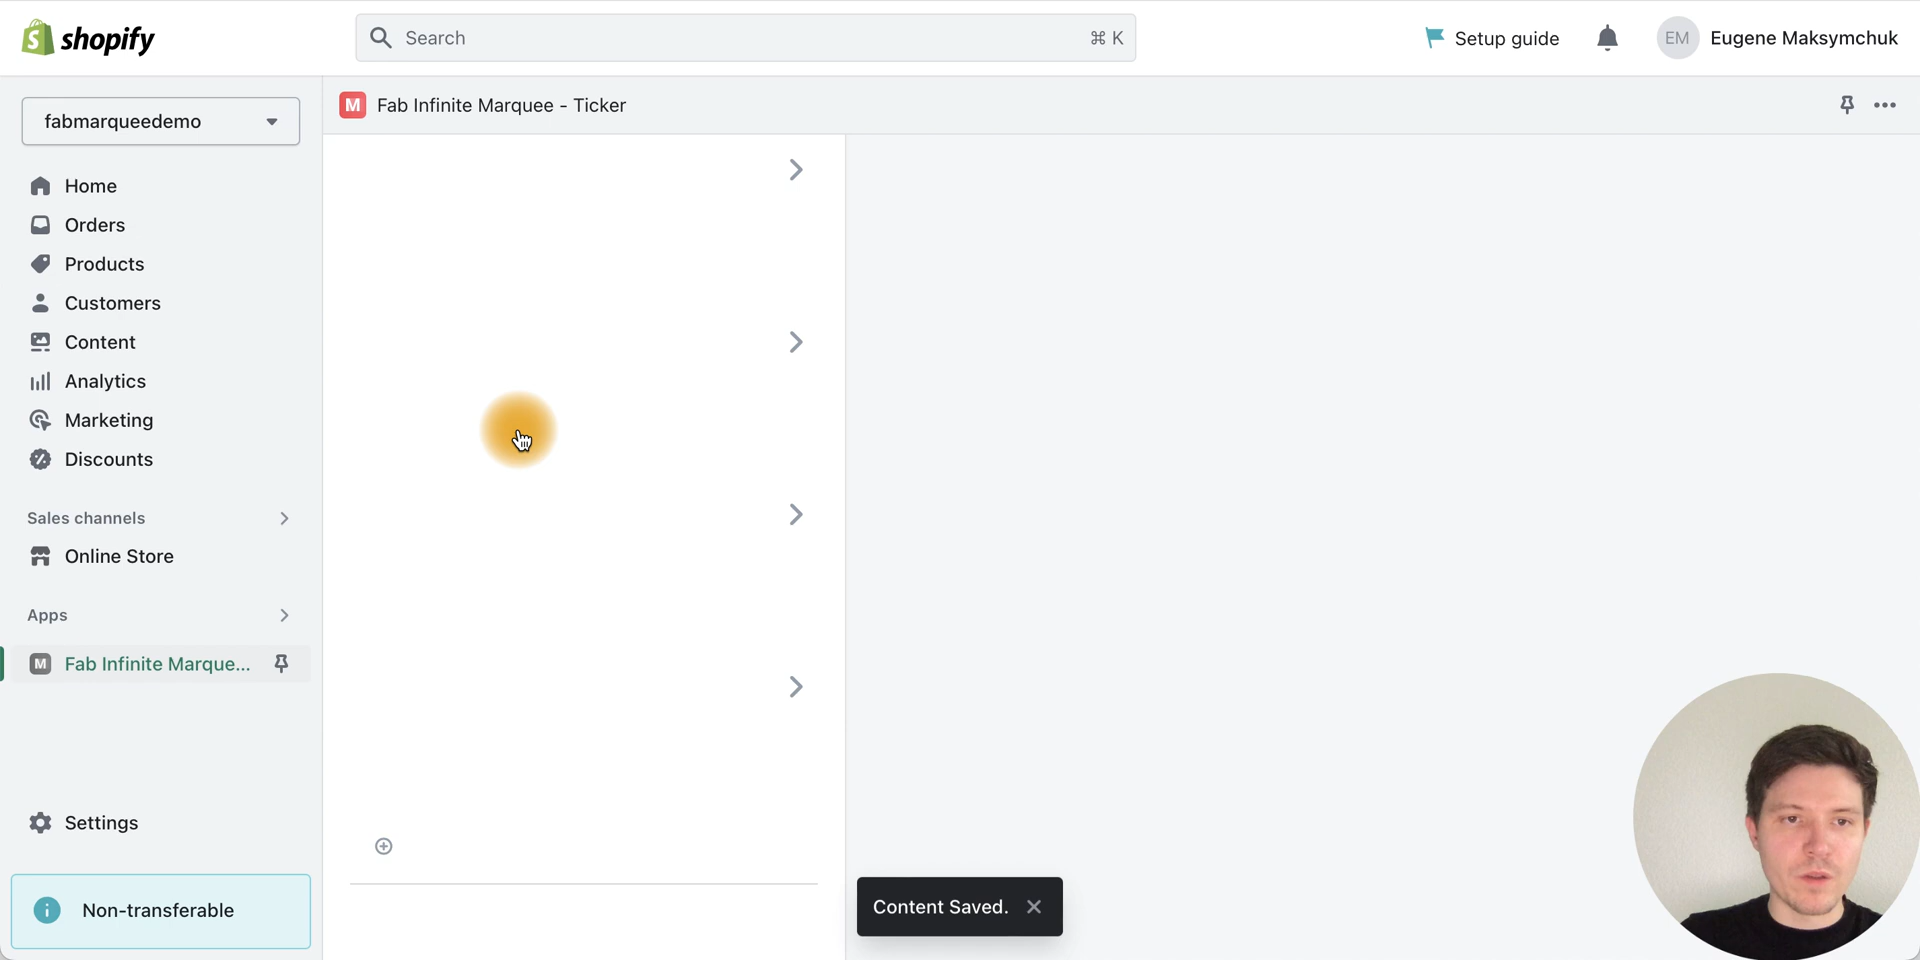 shopify
Search
⌘ K
Setup guide
EM
Eugene Maksymchuk
fabmarqueedemo
M
Fab Infinite Marquee - Ticker
Home
Orders
Products
Customers
Content
Analytics
Marketing
Discounts
Sales channels
Online Store
Apps
M
Fab Infinite Marque...
Settings
Non-transferable
Content Saved.